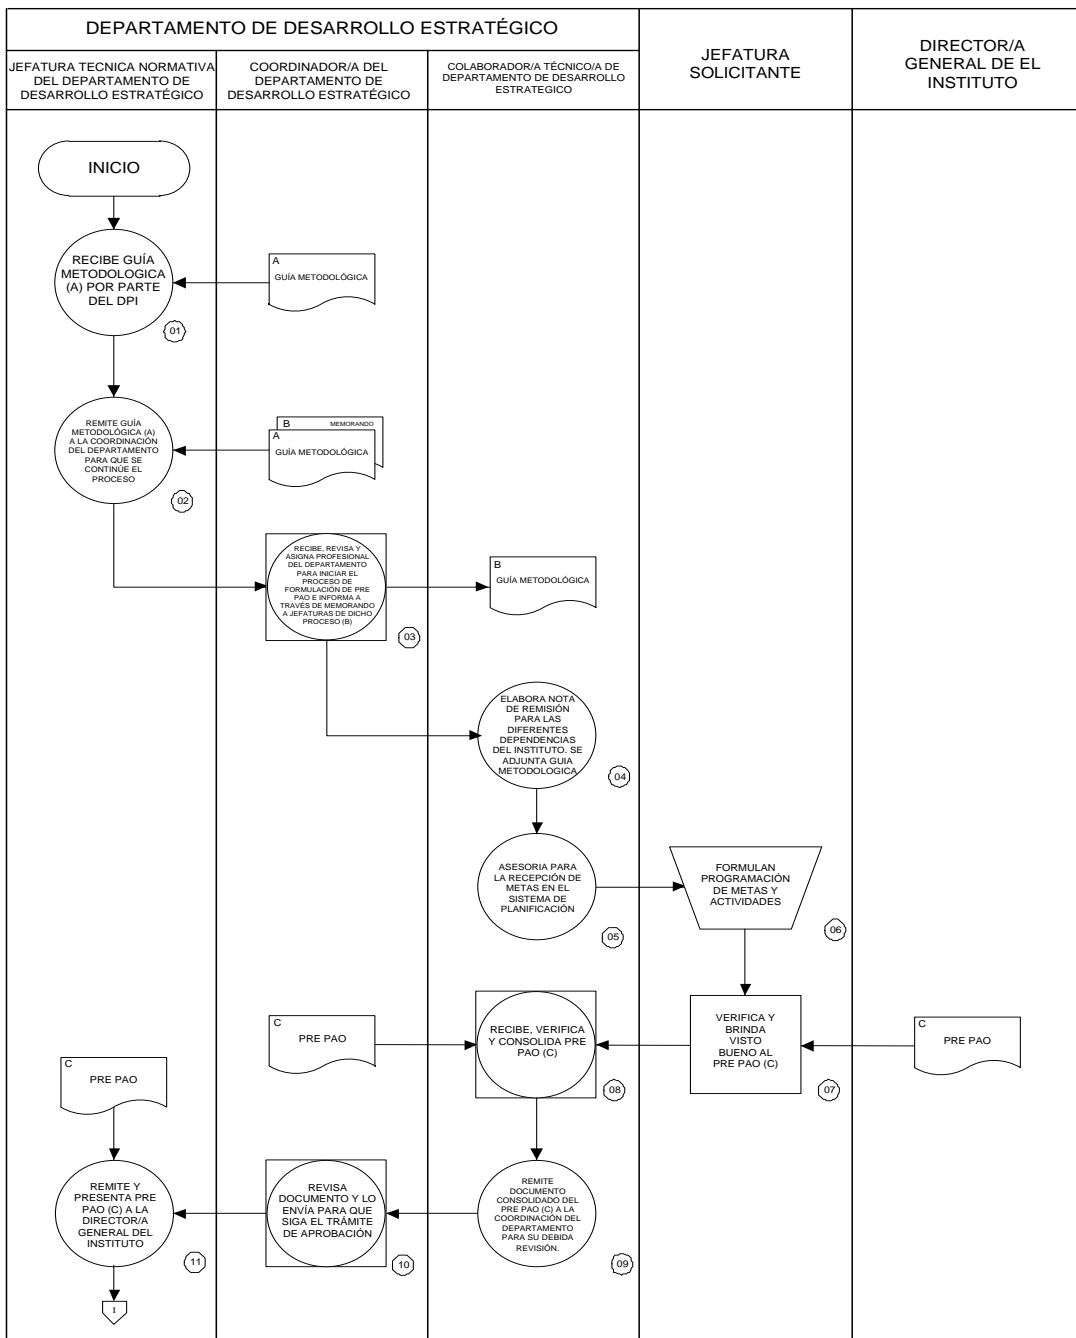 DEPARTAMENTO DE DESARROLLO ESTRATÉGICO
JEFATURA
SOLICITANTE
DIRECTOR/A
GENERAL DE EL
INSTITUTO
JEFATURA TECNICA NORMATIVA
DEL DEPARTAMENTO DE
DESARROLLO ESTRATÉGICO
COORDINADOR/A DEL
DEPARTAMENTO DE
DESARROLLO ESTRATÉGICO
COLABORADOR/A TÉCNICO/A DE
DEPARTAMENTO DE DESARROLLO
ESTRATEGICO
INICIO
RECIBE GUÍA
METODOLOGICA
(A) POR PARTE
DEL DPI
01
A
GUÍA METODOLÓGICA
REMITE GUÍA
METODOLÓGICA (A)
A LA COORDINACIÓN
DEL DEPARTAMENTO
PARA QUE SE
CONTINÚE EL
PROCESO
02
B MEMORANDO
A
GUÍA METODOLÓGICA
RECIBE, REVISA Y
ASIGNA PROFESIONAL
DEL DEPARTAMENTO
PARA INICIAR EL
PROCESO DE
FORMULACIÓN DE PRE
PAO E INFORMA A
TRAVÉS DE MEMORANDO
A JEFATURAS DE DICHO
PROCESO (B)
03
B
GUÍA METODOLÓGICA
ELABORA NOTA
DE REMISIÓN
PARA LAS
DIFERENTES
DEPENDENCIAS
DEL INSTITUTO. SE
ADJUNTA GUIA
METODOLOGICA
04
ASESORIA PARA
LA RECEPCIÓN DE
METAS EN EL
SISTEMA DE
PLANIFICACIÓN
05
FORMULAN
PROGRAMACIÓN
DE METAS Y
ACTIVIDADES
06
VERIFICA Y
BRINDA
VISTO
BUENO AL
PRE PAO (C)
07
C
PRE PAO
C
PRE PAO
RECIBE, VERIFICA
Y CONSOLIDA PRE
PAO (C)
08
C
PRE PAO
REMITE
DOCUMENTO
CONSOLIDADO DEL
PRE PAO (C) A LA
COORDINACIÓN DEL
DEPARTAMENTO
PARA SU DEBIDA
REVISIÓN.
09
REVISA
DOCUMENTO Y LO
ENVÍA PARA QUE
SIGA EL TRÁMITE
DE APROBACIÓN
10
REMITE Y
PRESENTA PRE
PAO (C) A LA
DIRECTOR/A
GENERAL DEL
INSTITUTO
11
I